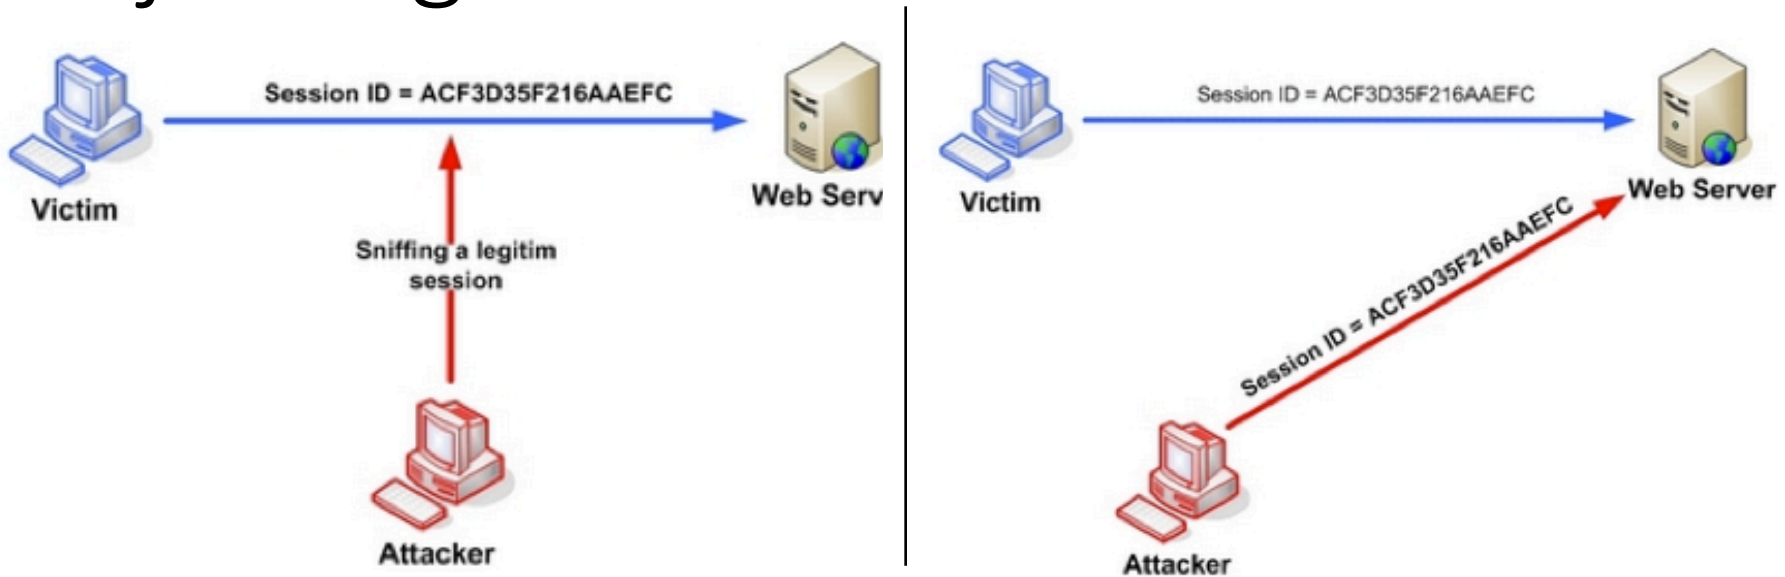 Session ID = ACF3D35F216AAEFC
Victim
Web Serv
Sniffing a legitim
session
Attacker
Session ID = ACF3D35F216AAEFC
Victim
Web Server
Session ID = ACF3D35F216AAEFC
Attacker